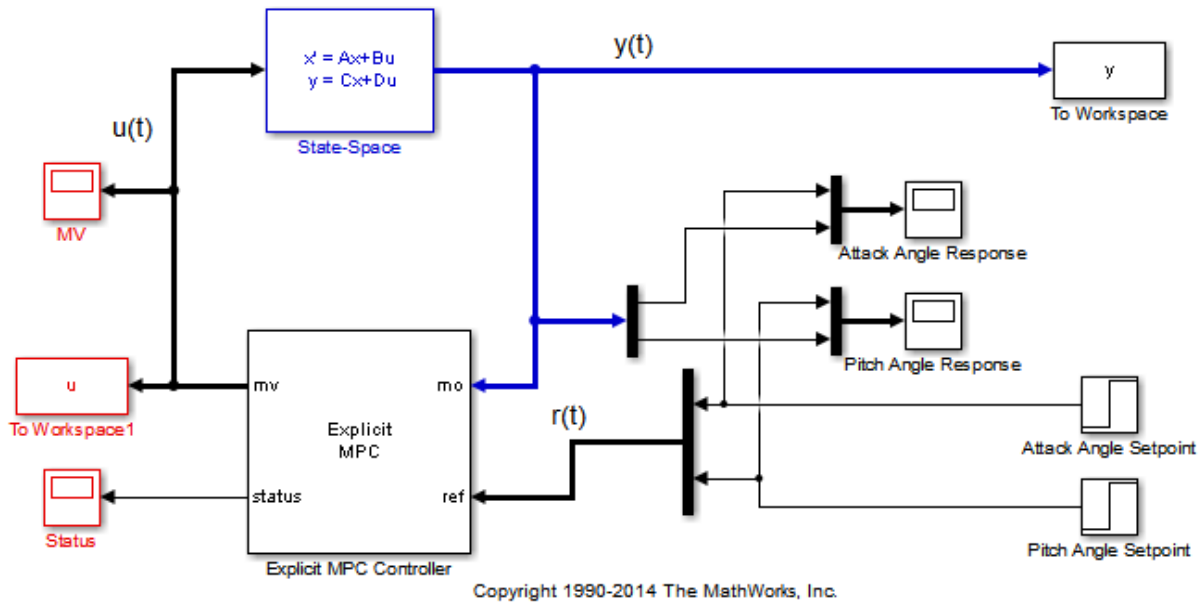 x' = Ax+Bu
y = Cx+Du
State-Space
y(t)
y
To Workspace
u(t)
MV
Attack Angle Response
Pitch Angle Response
u
To Workspace1
mv
mo
Explicit
MPC
r(t)
Attack Angle Setpoint
status
ref
Status
Explicit MPC Controller
Pitch Angle Setpoint
Copyright 1990-2014 The MathWorks, Inc.